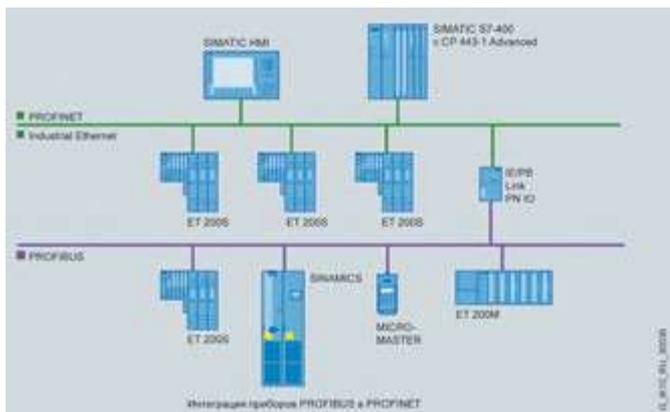 SIMATIC HMI
SIMATIC S7-400
с CP 443-1 Advanced
PROFINET
Industrial Ethernet
ET 200S
ET 200S
ET 200S
IE/PB
Link
PN IO
PROFIBUS
ET 200S
SINAMICS
MICRO-
MASTER
ET 200M
Интеграция приборов PROFIBUS в PROFINET